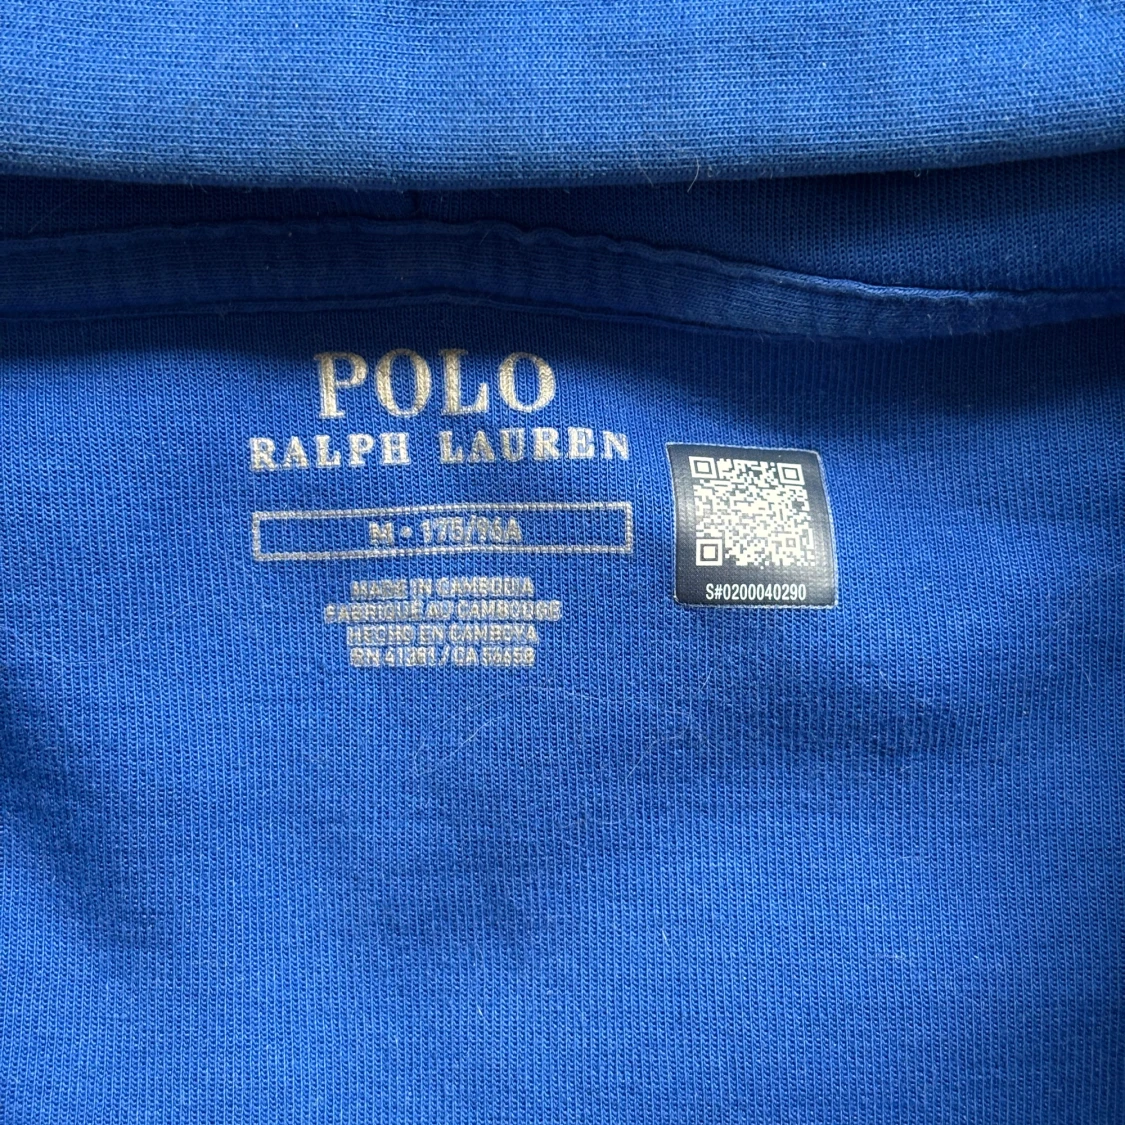 POLO
RALPH LAUREN
M • 175/96A
MADE IN CAMBODIA
FABRIQUÉ AU CAMBODGE
HECHO EN CAMBOYA
RN 41381 / CA 56658
S#0200040290